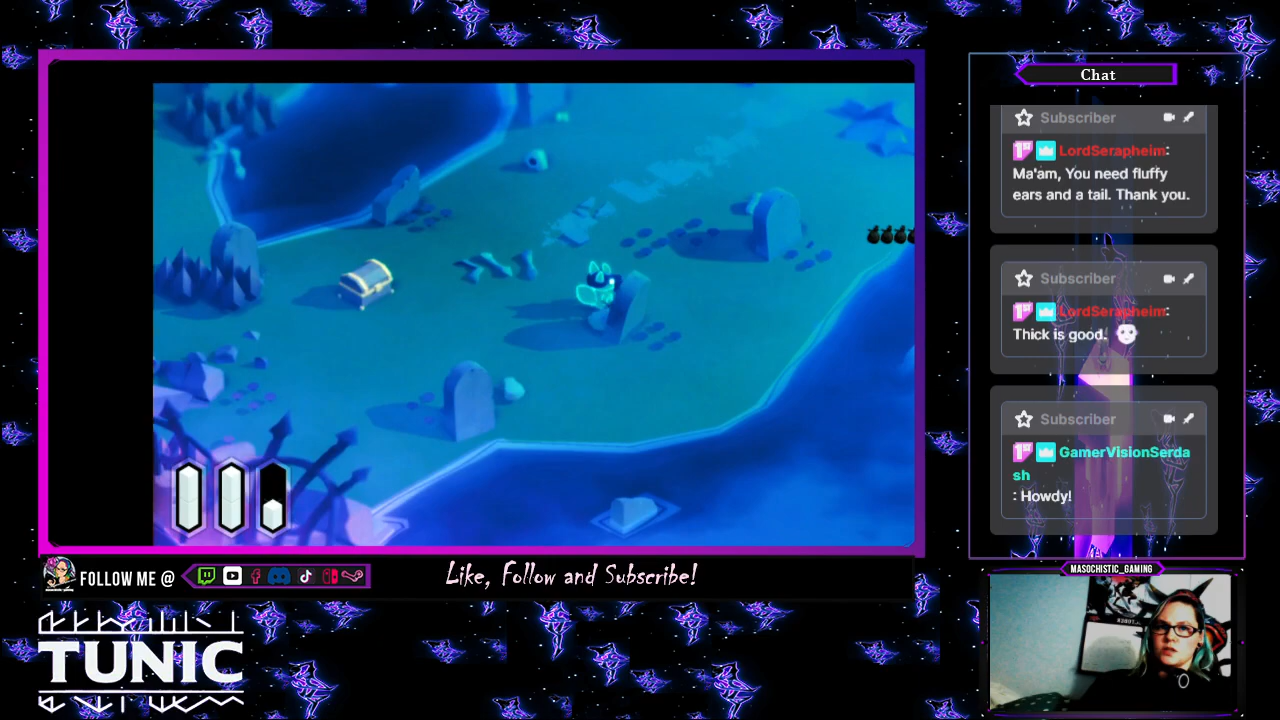 Chat
Subscriber
LordSerapheim:
Ma'am, You need fluffy
ears and a tail. Thank you.
Subscriber
LordSerapheim:
Thick is good.
Subscriber
GamerVisionSerda
sh
: Howdy!
FOLLOW ME @
Like, Follow and Subscribe!
MASOCHISTIC_GAMING
TUNIC